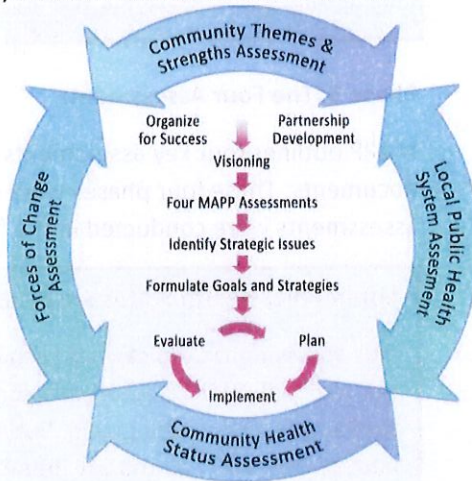 Community Themes &
Strengths Assessment
Organize
for Success
Partnership
Development
Visioning
Four MAPP Assessments
Identify Strategic Issues
Formulate Goals and Strategies
Evaluate
Plan
Implement
Forces of Change
Assessment
Local Public Health
System Assessment
Community Health
Status Assessment